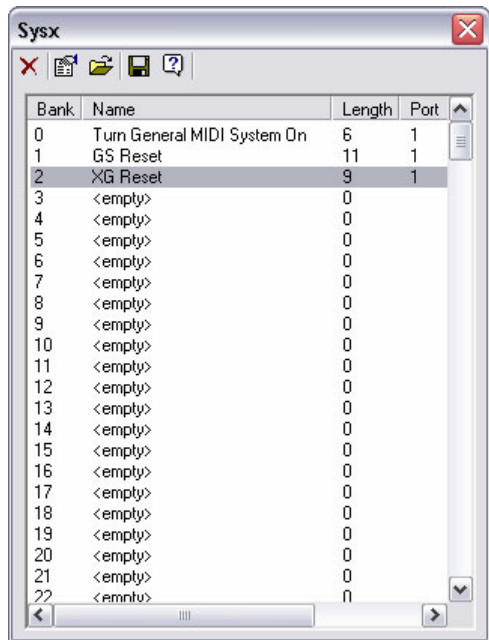 Sysx
Bank Name Length Port
0 Turn General MIDI System On 6 1
1 GS Reset 11 1
2 XG Reset 9 1
3 <empty> 0
4 <empty> 0
5 <empty> 0
6 <empty> 0
7 <empty> 0
8 <empty> 0
9 <empty> 0
10 <empty> 0
11 <empty> 0
12 <empty> 0
13 <empty> 0
14 <empty> 0
15 <empty> 0
16 <empty> 0
17 <empty> 0
18 <empty> 0
19 <empty> 0
20 <empty> 0
21 <empty> 0
22 <empty> 0